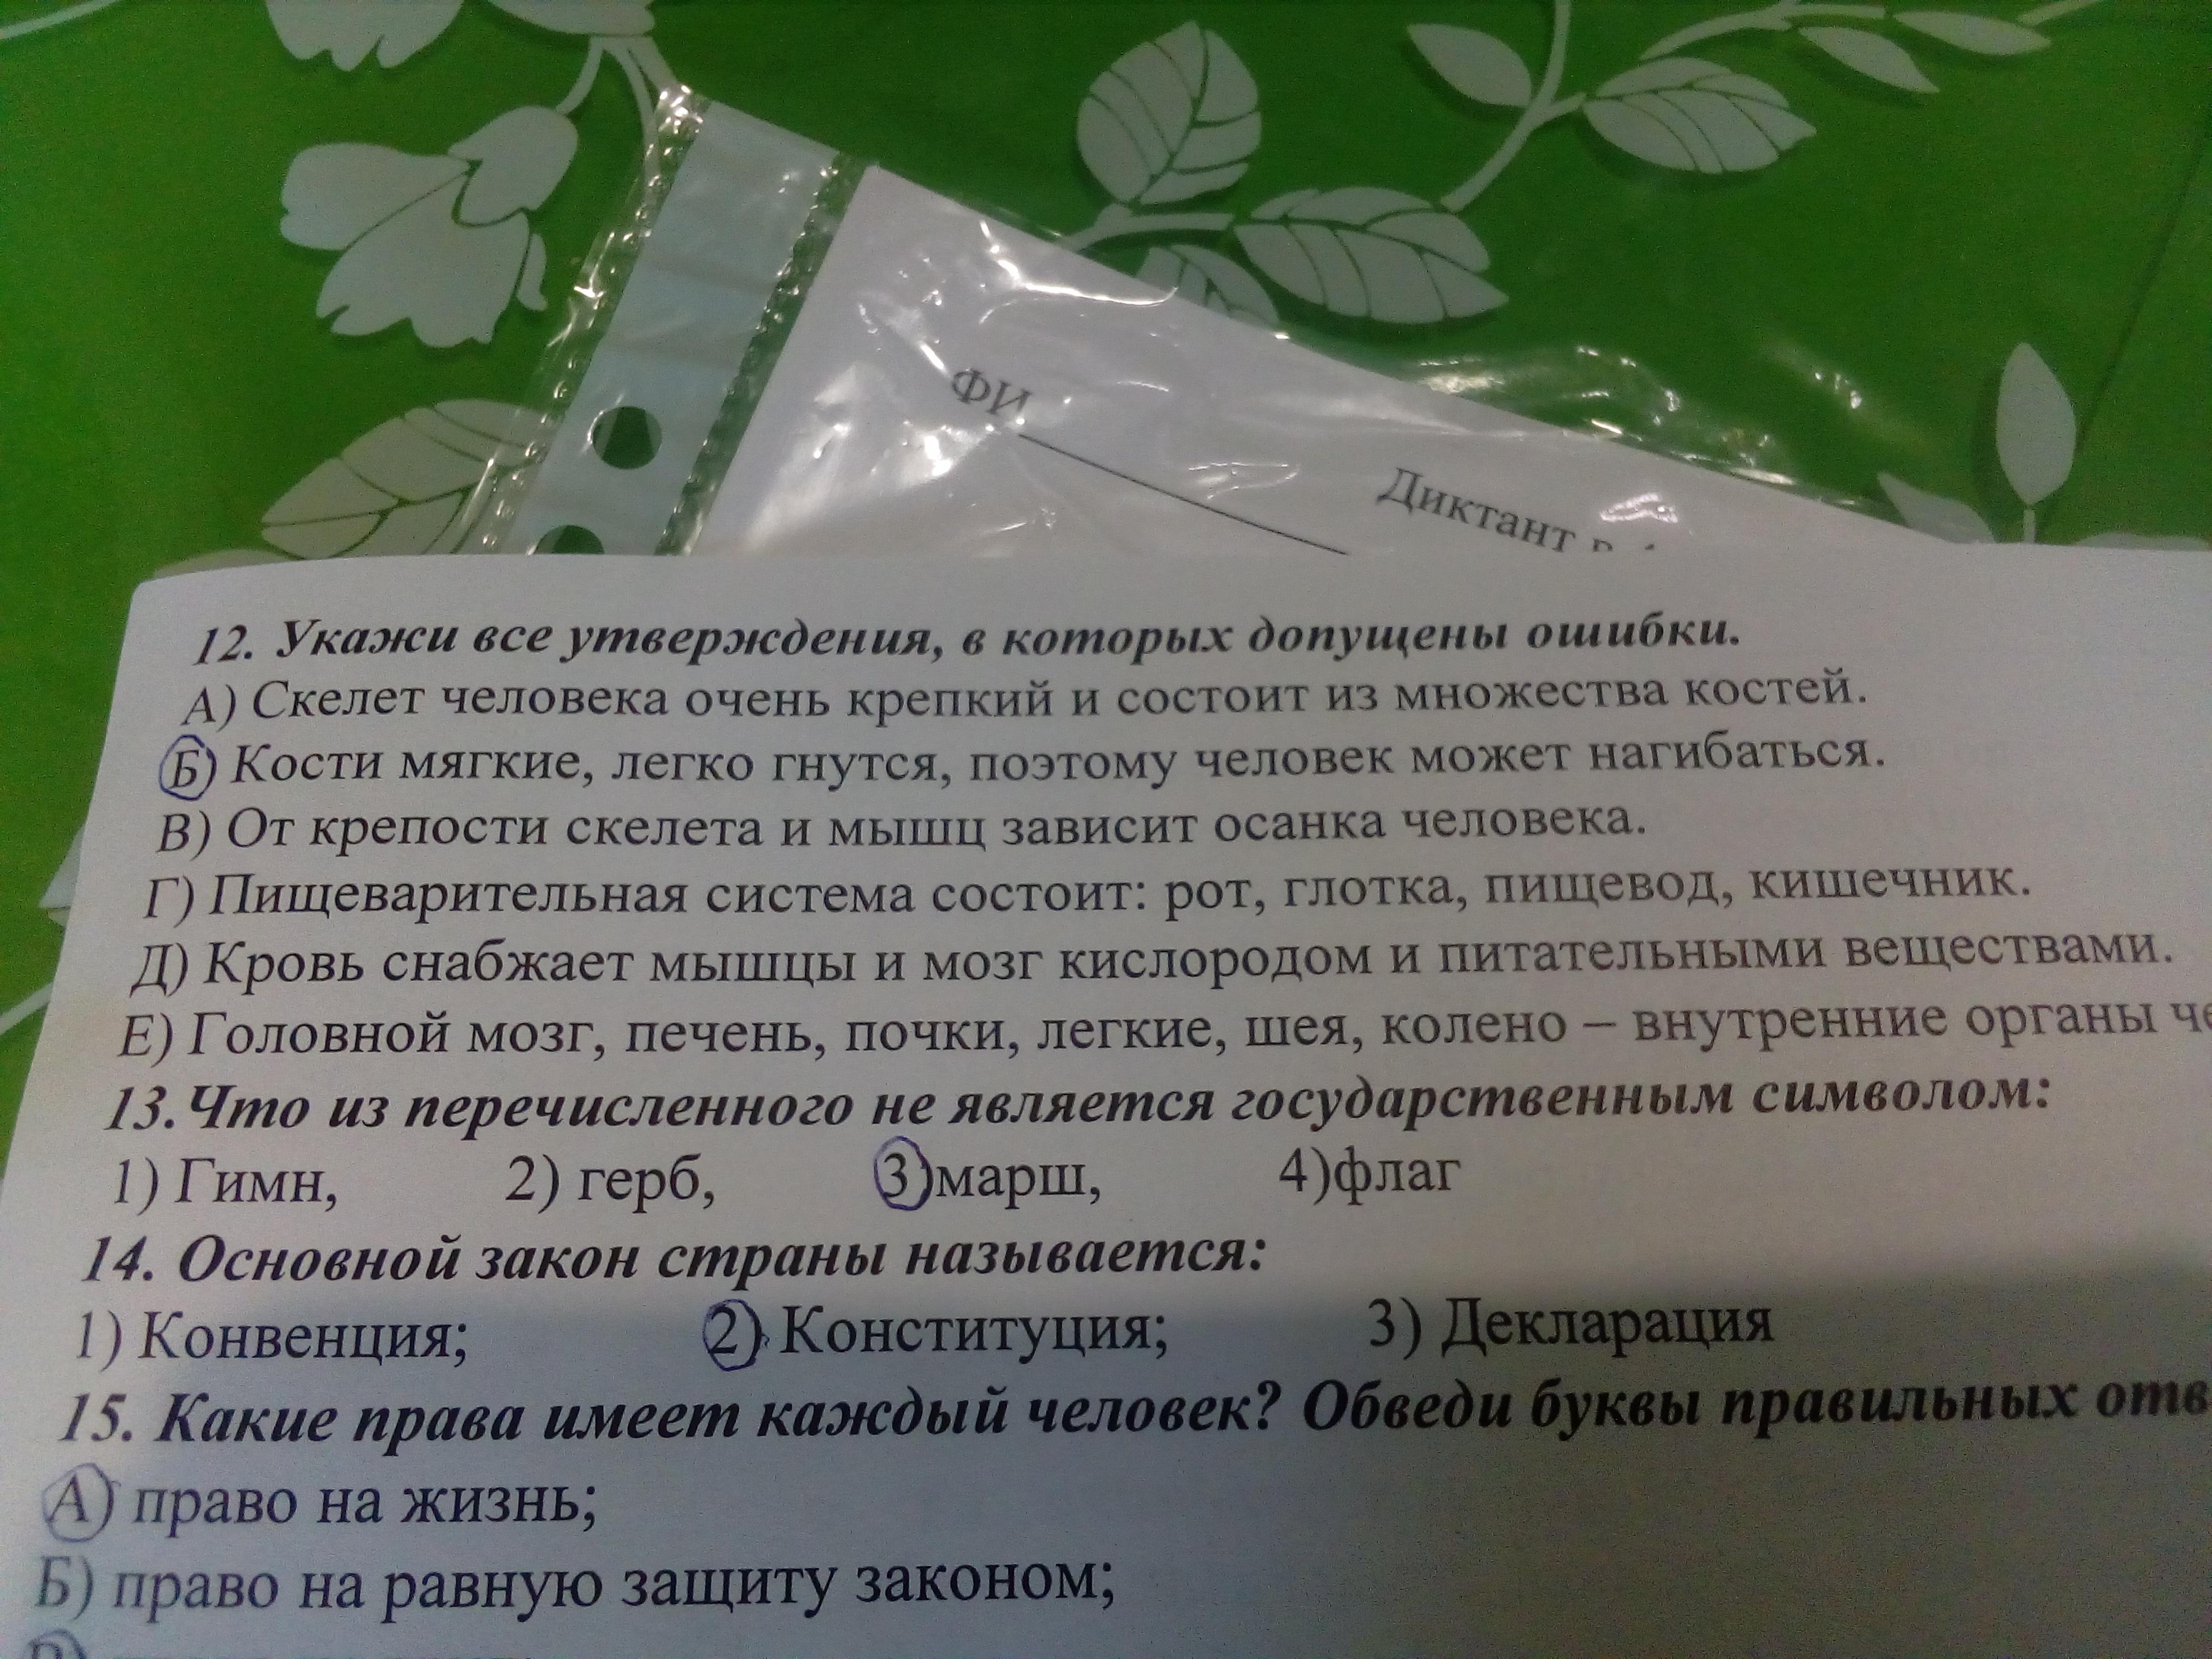 ФИ
Диктант
12. Укажи все утверждения, в которых допущены ошибки.
А) Скелет человека очень крепкий и состоит из множества костей.
Б) Кости мягкие, легко гнутся, поэтому человек может нагибаться.
В) От крепости скелета и мышц зависит осанка человека.
Г) Пищеварительная система состоит: рот, глотка, пищевод, кишечник.
Д) Кровь снабжает мышцы и мозг кислородом и питательными веществами.
Е) Головной мозг, печень, почки, легкие, шея, колено – внутренние органы че
13.Что из перечисленного не является государственным символом:
1) Гимн, 2) герб, 3)марш, 4)флаг
14. Основной закон страны называется:
1) Конвенция; 2) Конституция; 3) Декларация
15. Какие права имеет каждый человек? Обведи буквы правильных отв
А) право на жизнь;
Б) право на равную защиту законом;